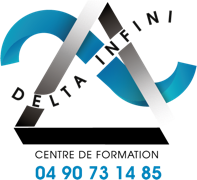 DELTA INFINI
CENTRE DE FORMATION
04 90 73 14 85